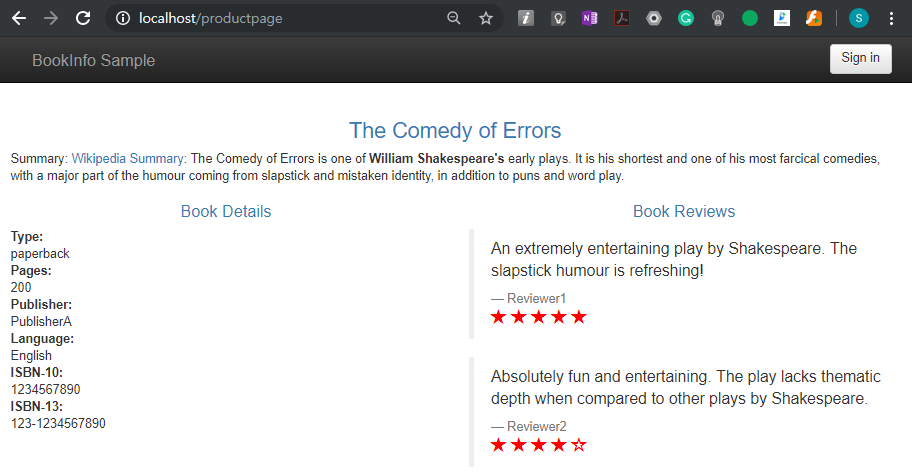 localhost/productpage
S
BookInfo Sample
Sign in
The Comedy of Errors
Summary: Wikipedia Summary: The Comedy of Errors is one of William Shakespeare's early plays. It is his shortest and one of his most farcical comedies,
with a major part of the humour coming from slapstick and mistaken identity, in addition to puns and word play.
Book Details
Type:
paperback
Pages:
200
Publisher:
PublisherA
Language:
English
ISBN-10:
1234567890
ISBN-13:
123-1234567890
Book Reviews
An extremely entertaining play by Shakespeare. The
slapstick humour is refreshing!
— Reviewer1
Absolutely fun and entertaining. The play lacks thematic
depth when compared to other plays by Shakespeare.
— Reviewer2